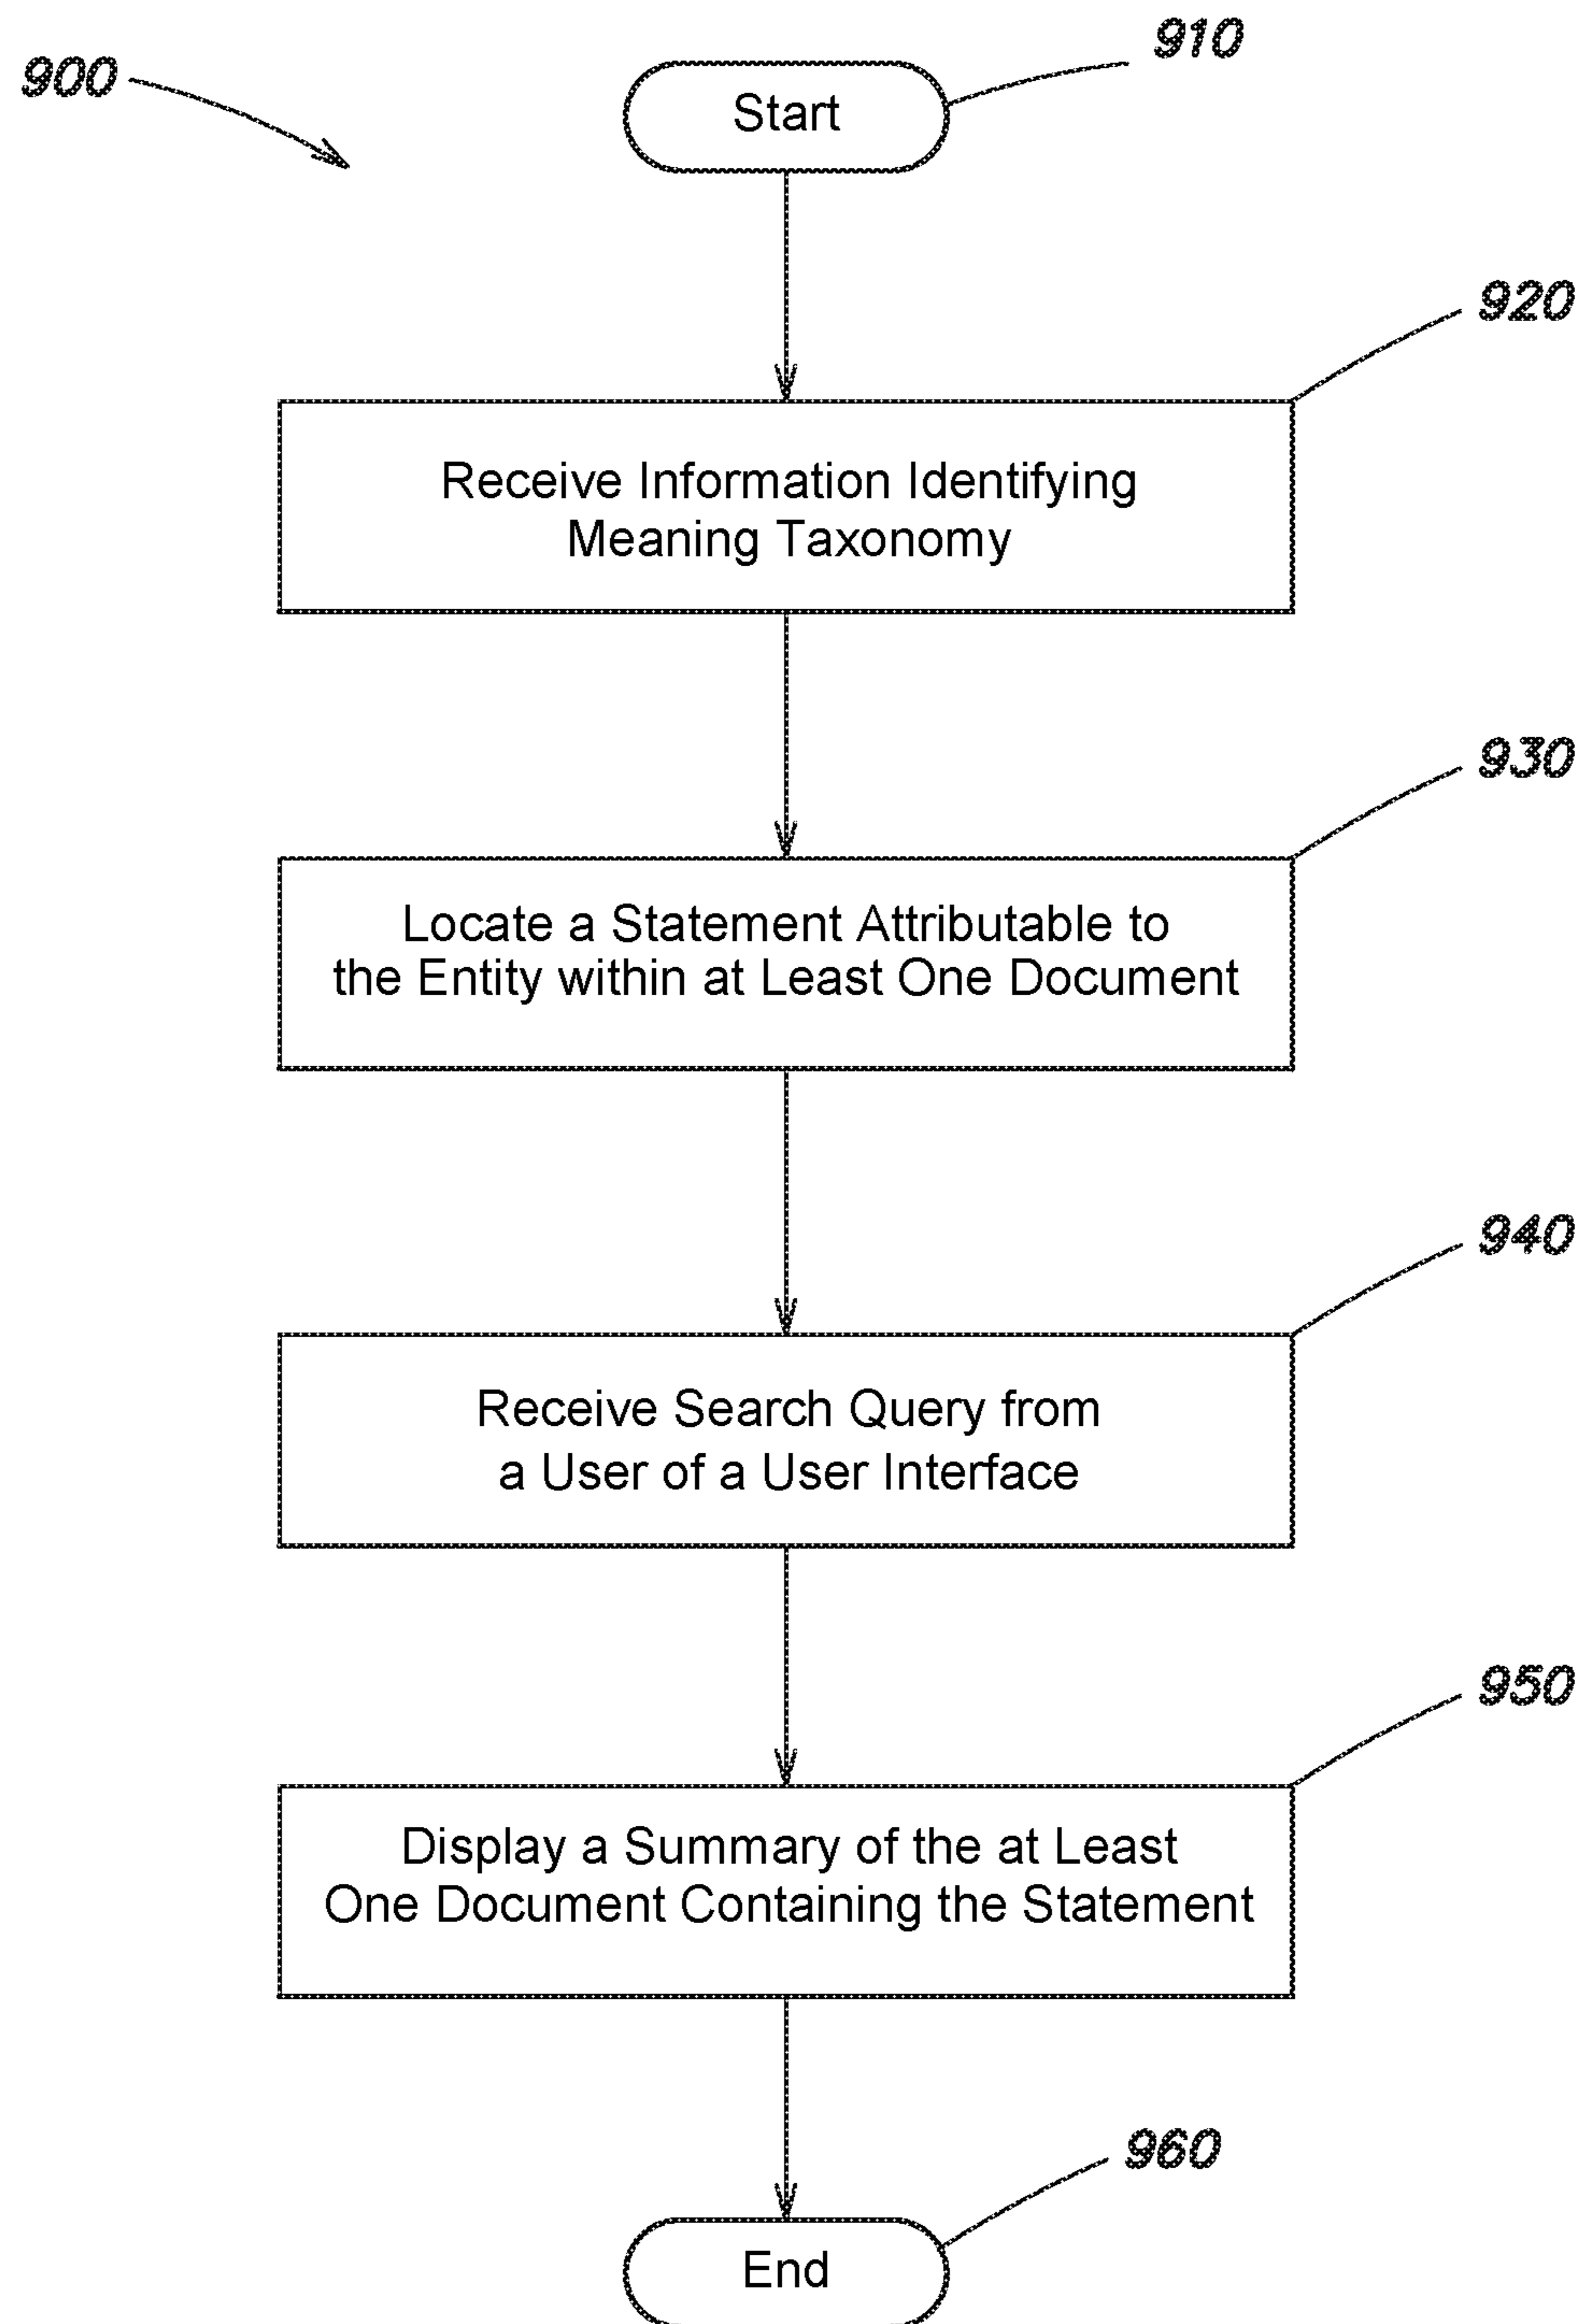 910
900
Start
920
Receive Information Identifying
Meaning Taxonomy
930
Locate a Statement Attributable to
the Entity within at Least One Document
940
Receive Search Query from
a User of a User Interface
950
Display a Summary of the at Least
One Document Containing the Statement
960
End